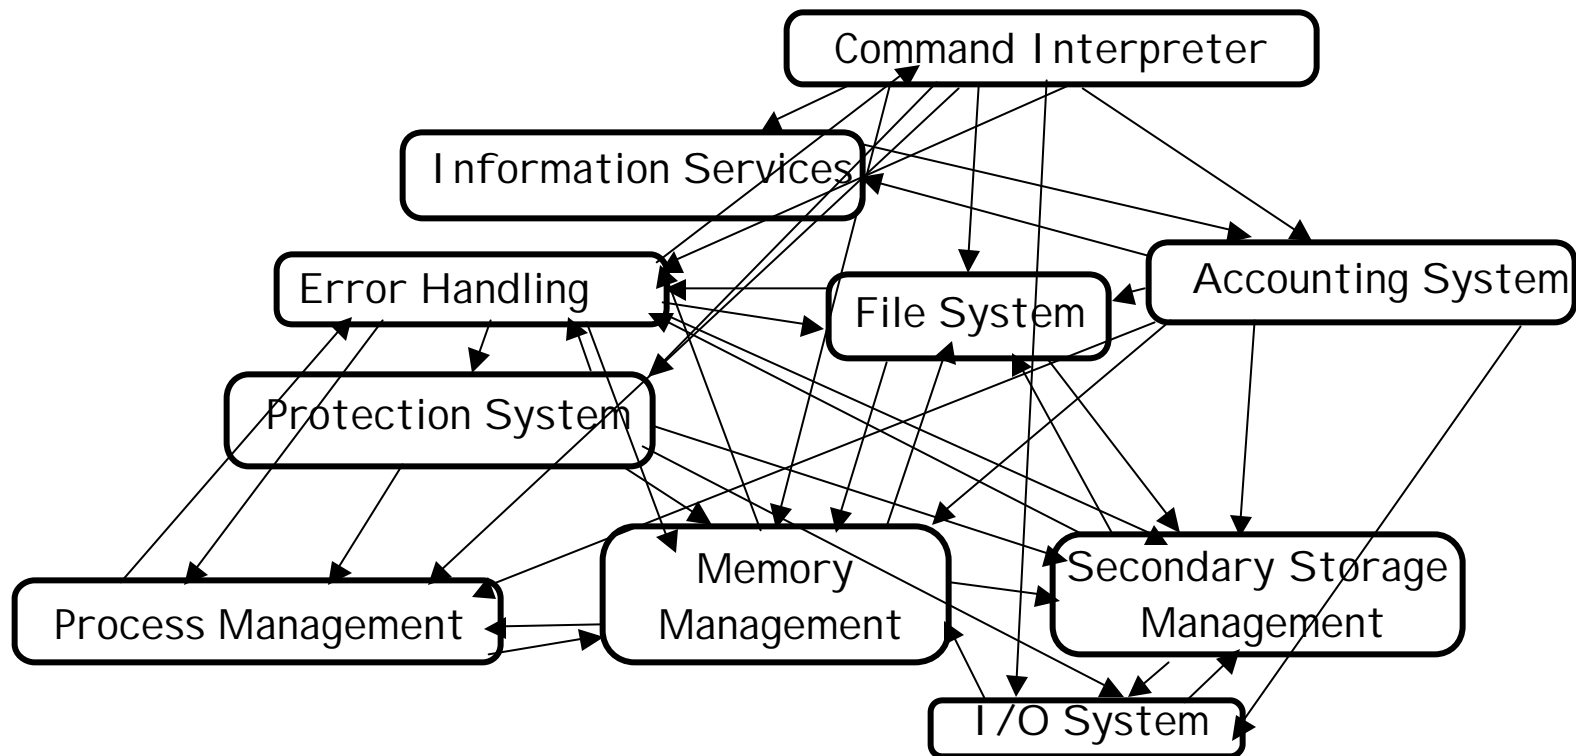 Command Interpreter
Information Services
Error Handling
Accounting System
File System
Protection System
Memory
Management
Secondary Storage
Management
Process Management
I/O System